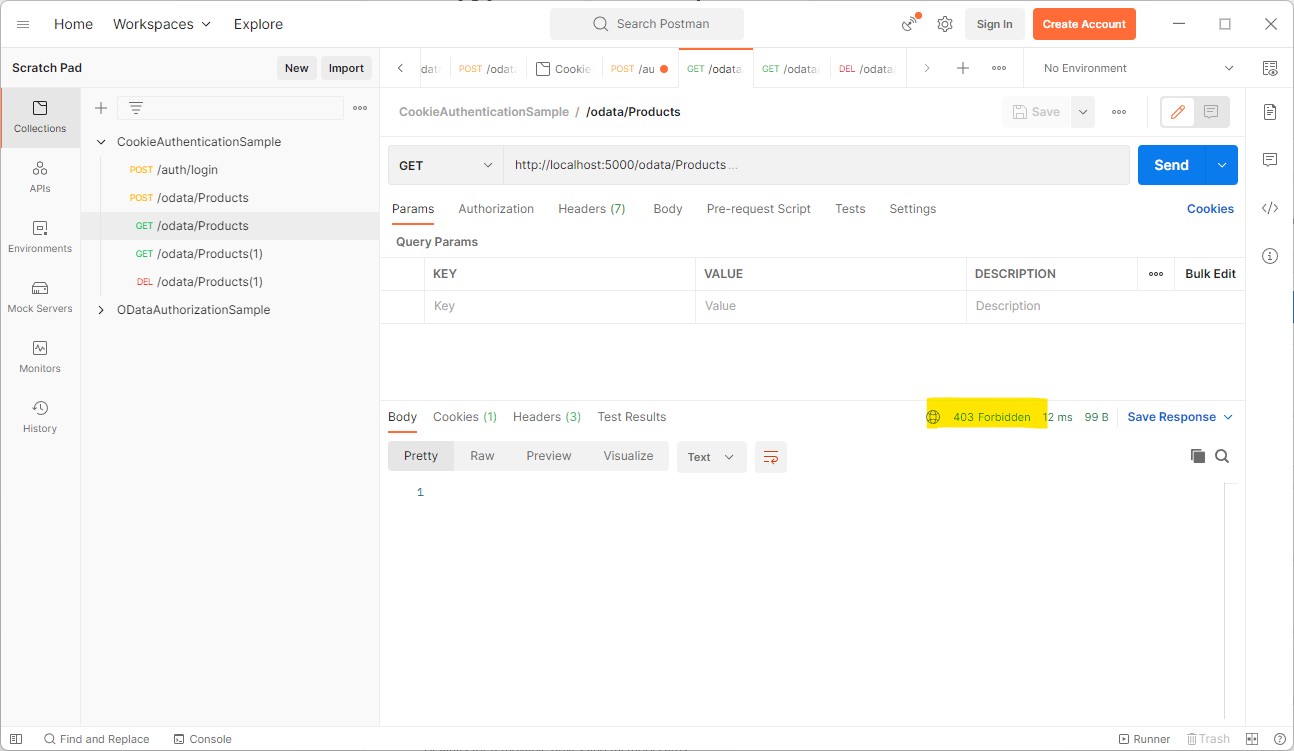 Home Workspaces Explore Search Postman Sign In Create Account
Scratch Pad New Import
POST /odat Cookie POST /au GET /odata GET /odata DEL /odata No Environment
Collections
APIs
Environments
Mock Servers
Monitors
History
CookieAuthenticationSample
POST /auth/login
POST /odata/Products
GET /odata/Products
GET /odata/Products(1)
DEL /odata/Products(1)
ODataAuthorizationSample
CookieAuthenticationSample / /odata/Products Save
GET http://localhost:5000/odata/Products... Send
Params Authorization Headers (7) Body Pre-request Script Tests Settings Cookies
Query Params
KEY VALUE DESCRIPTION Bulk Edit
Key Value Description
Body Cookies (1) Headers (3) Test Results 403 Forbidden 12 ms 99 B Save Response
Pretty Raw Preview Visualize Text
1
Find and Replace Console Runner Trash